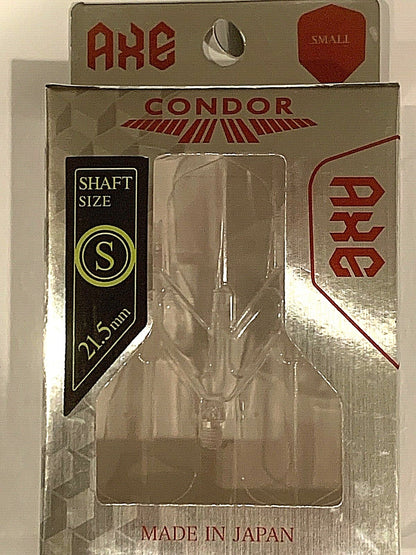 AXE
SMALL
CONDOR
SHAFT
SIZE
S
21.5mm
AXE
MADE IN JAPAN